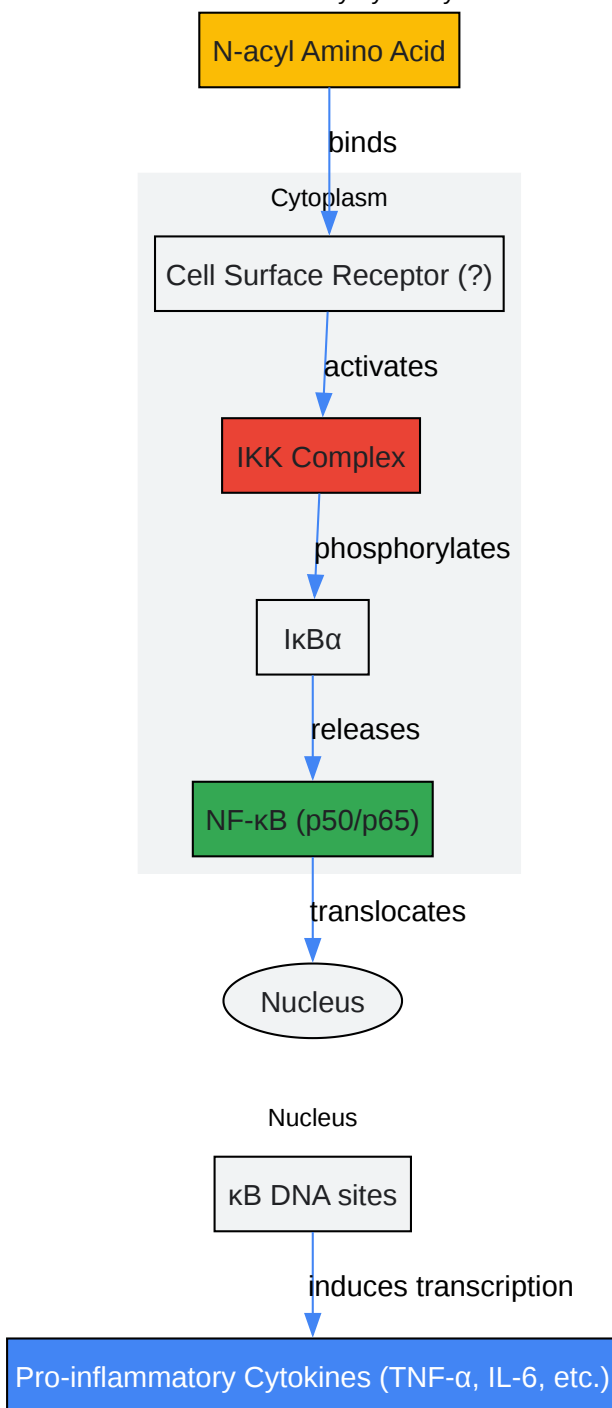 N-acyl Amino Acid
binds
Cytoplasm
Cell Surface Receptor (?)
activates
IKK Complex
phosphorylates
IκBα
releases
NF-κB (p50/p65)
translocates
Nucleus
Nucleus
κB DNA sites
induces transcription
Pro-inflammatory Cytokines (TNF-α, IL-6, etc.)